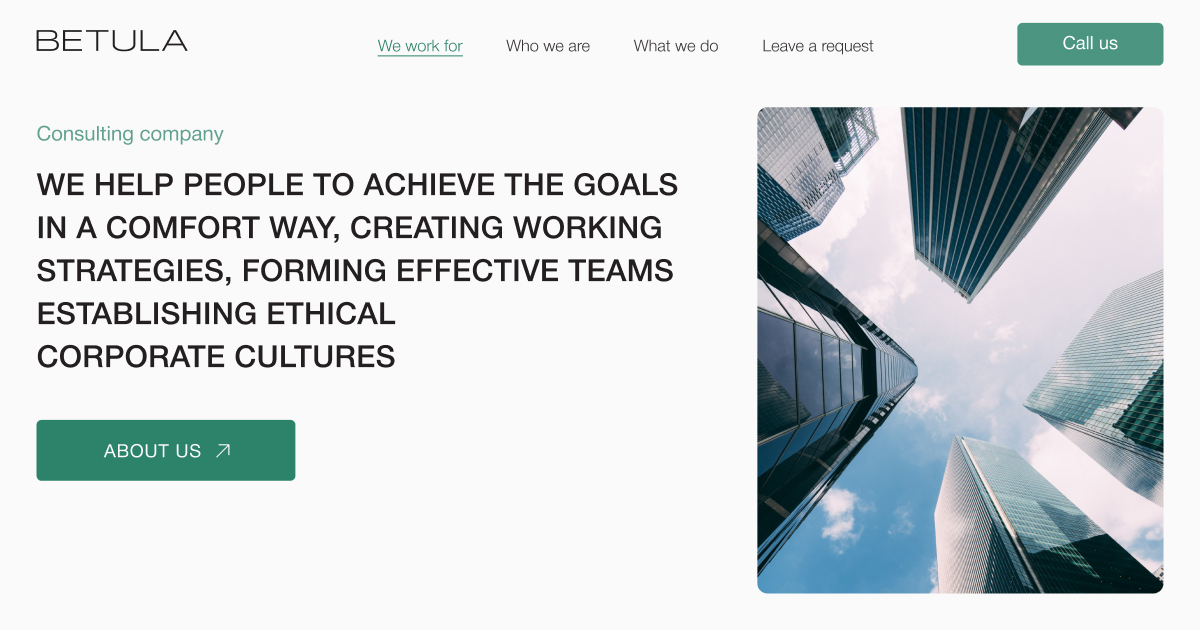 BETULA
We work for
Who we are
What we do
Leave a request
Call us
Consulting company
WE HELP PEOPLE TO ACHIEVE THE GOALS
IN A COMFORT WAY, CREATING WORKING
STRATEGIES, FORMING EFFECTIVE TEAMS
ESTABLISHING ETHICAL
CORPORATE CULTURES
ABOUT US